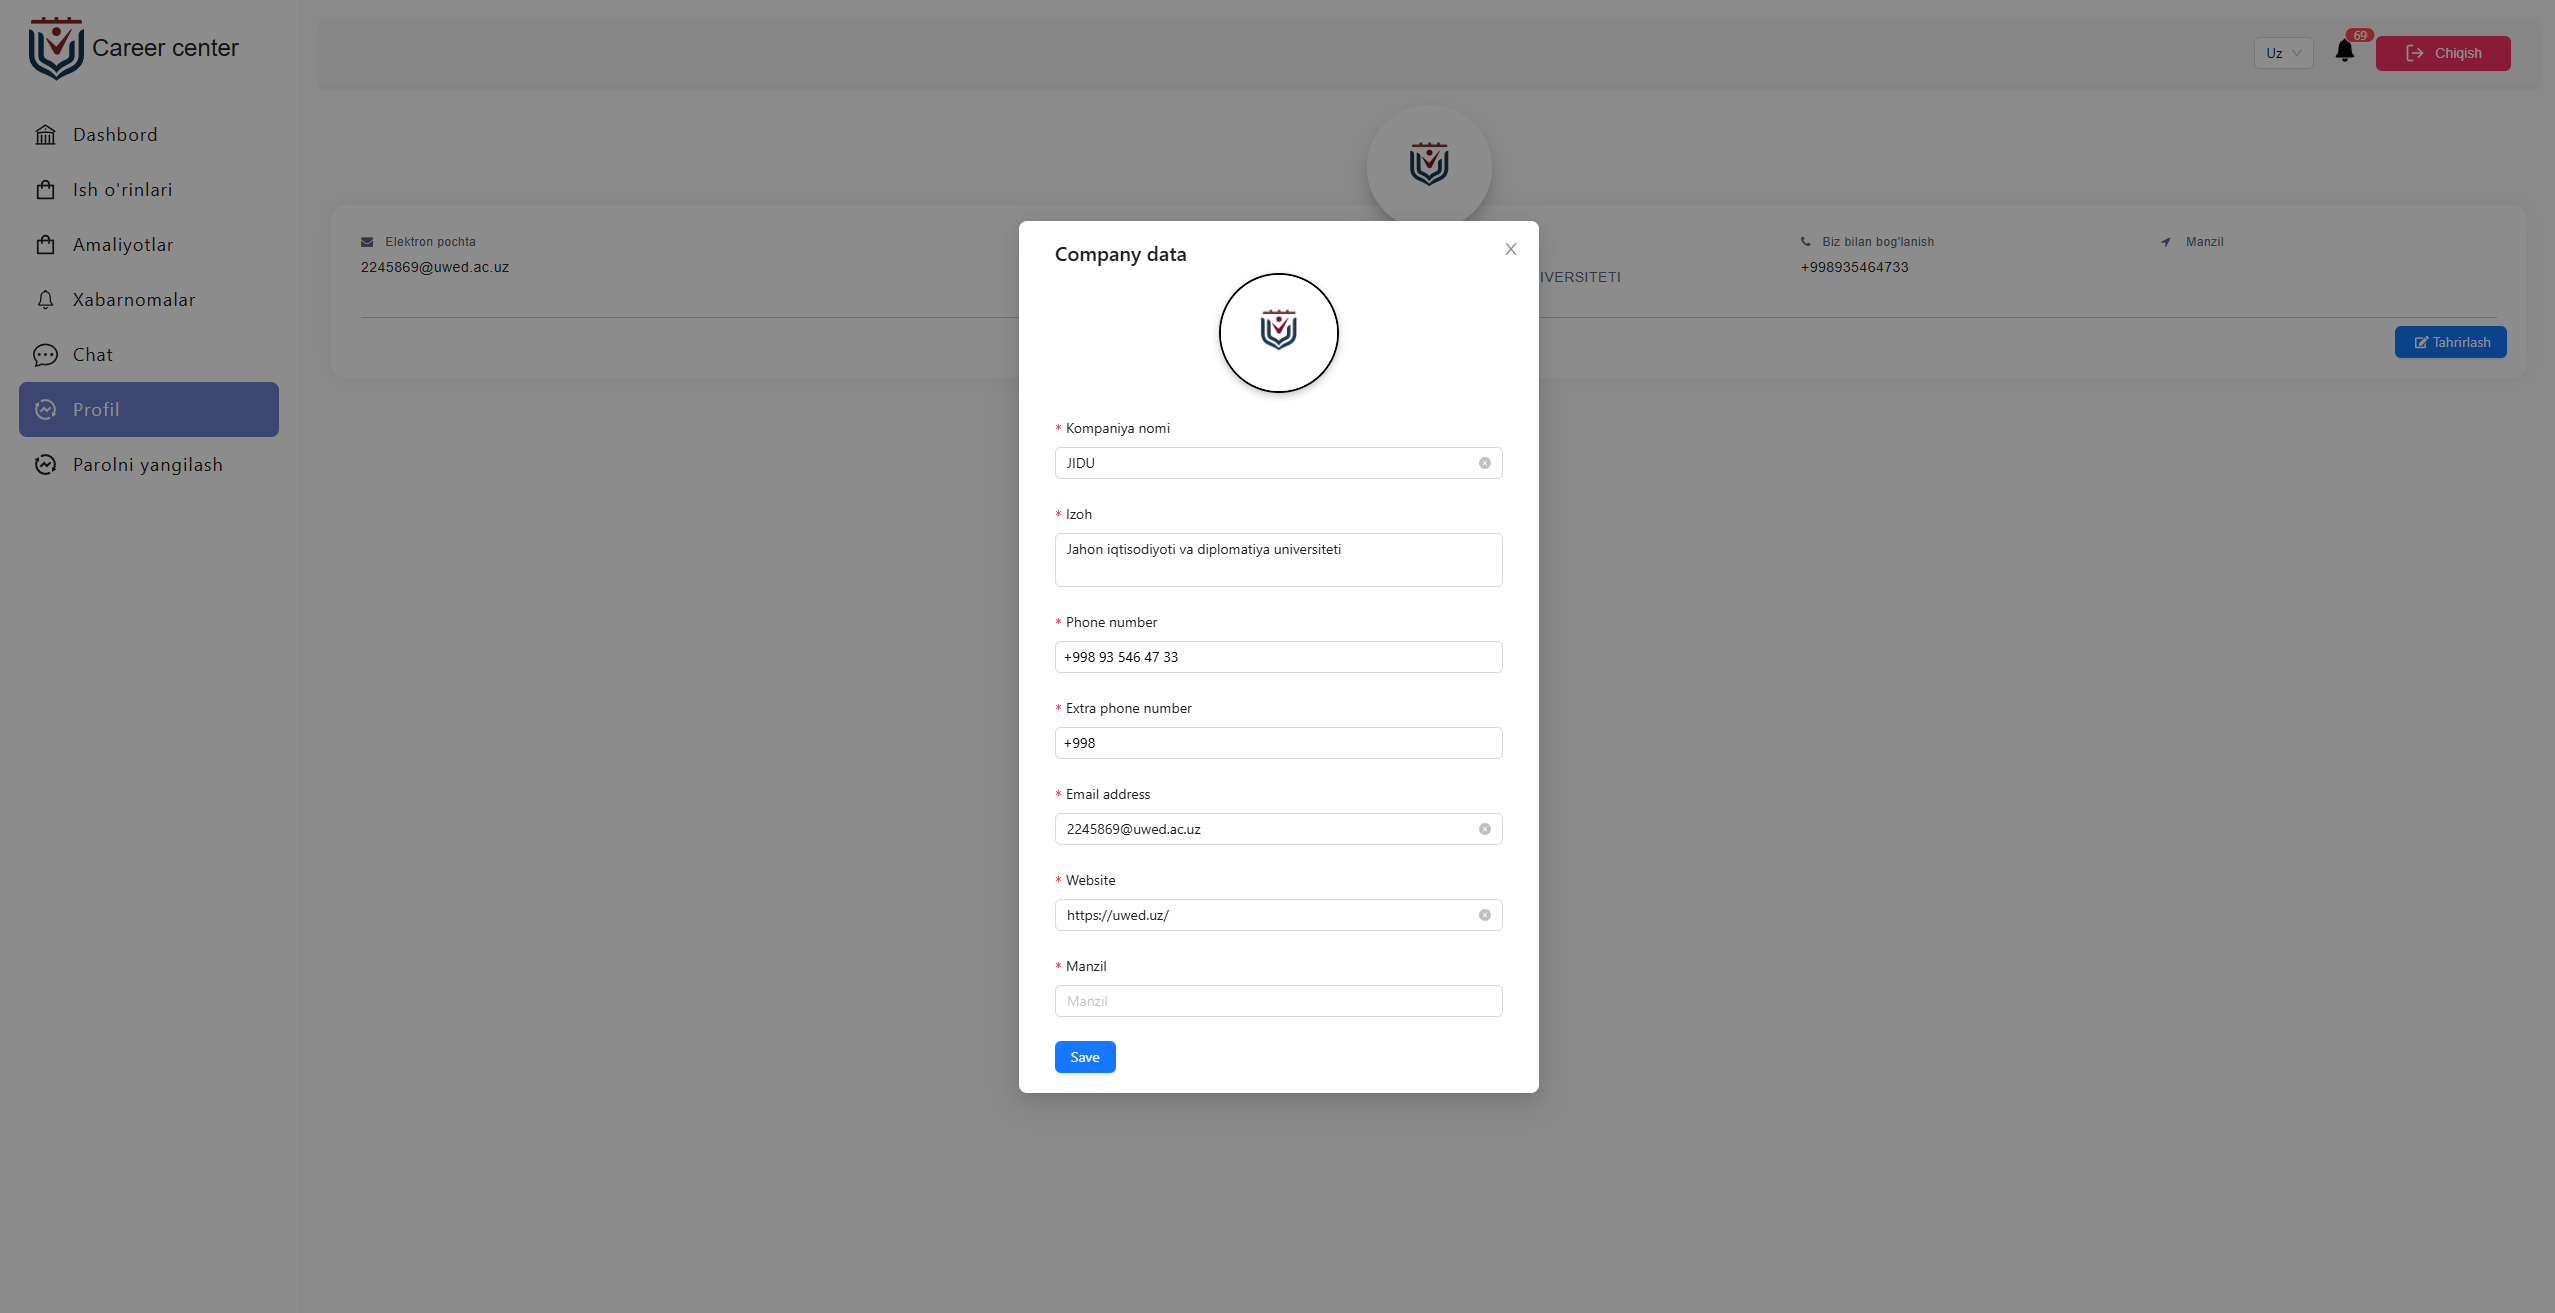 Career center
Uz
69
Chiqish
Dashbord
Ish o'rinlari
Amaliyotlar
Xabarnomalar
Chat
Profil
Parolni yangilash
Elektron pochta
2245869@uwed.ac.uz
IVERSITETI
Biz bilan bog'lanish
+998935464733
Manzil
Tahrirlash
Company data
* Kompaniya nomi
JIDU
* Izoh
Jahon iqtisodiyoti va diplomatiya universiteti
* Phone number
+998 93 546 47 33
* Extra phone number
+998
* Email address
2245869@uwed.ac.uz
* Website
https://uwed.uz/
* Manzil
Manzil
Save